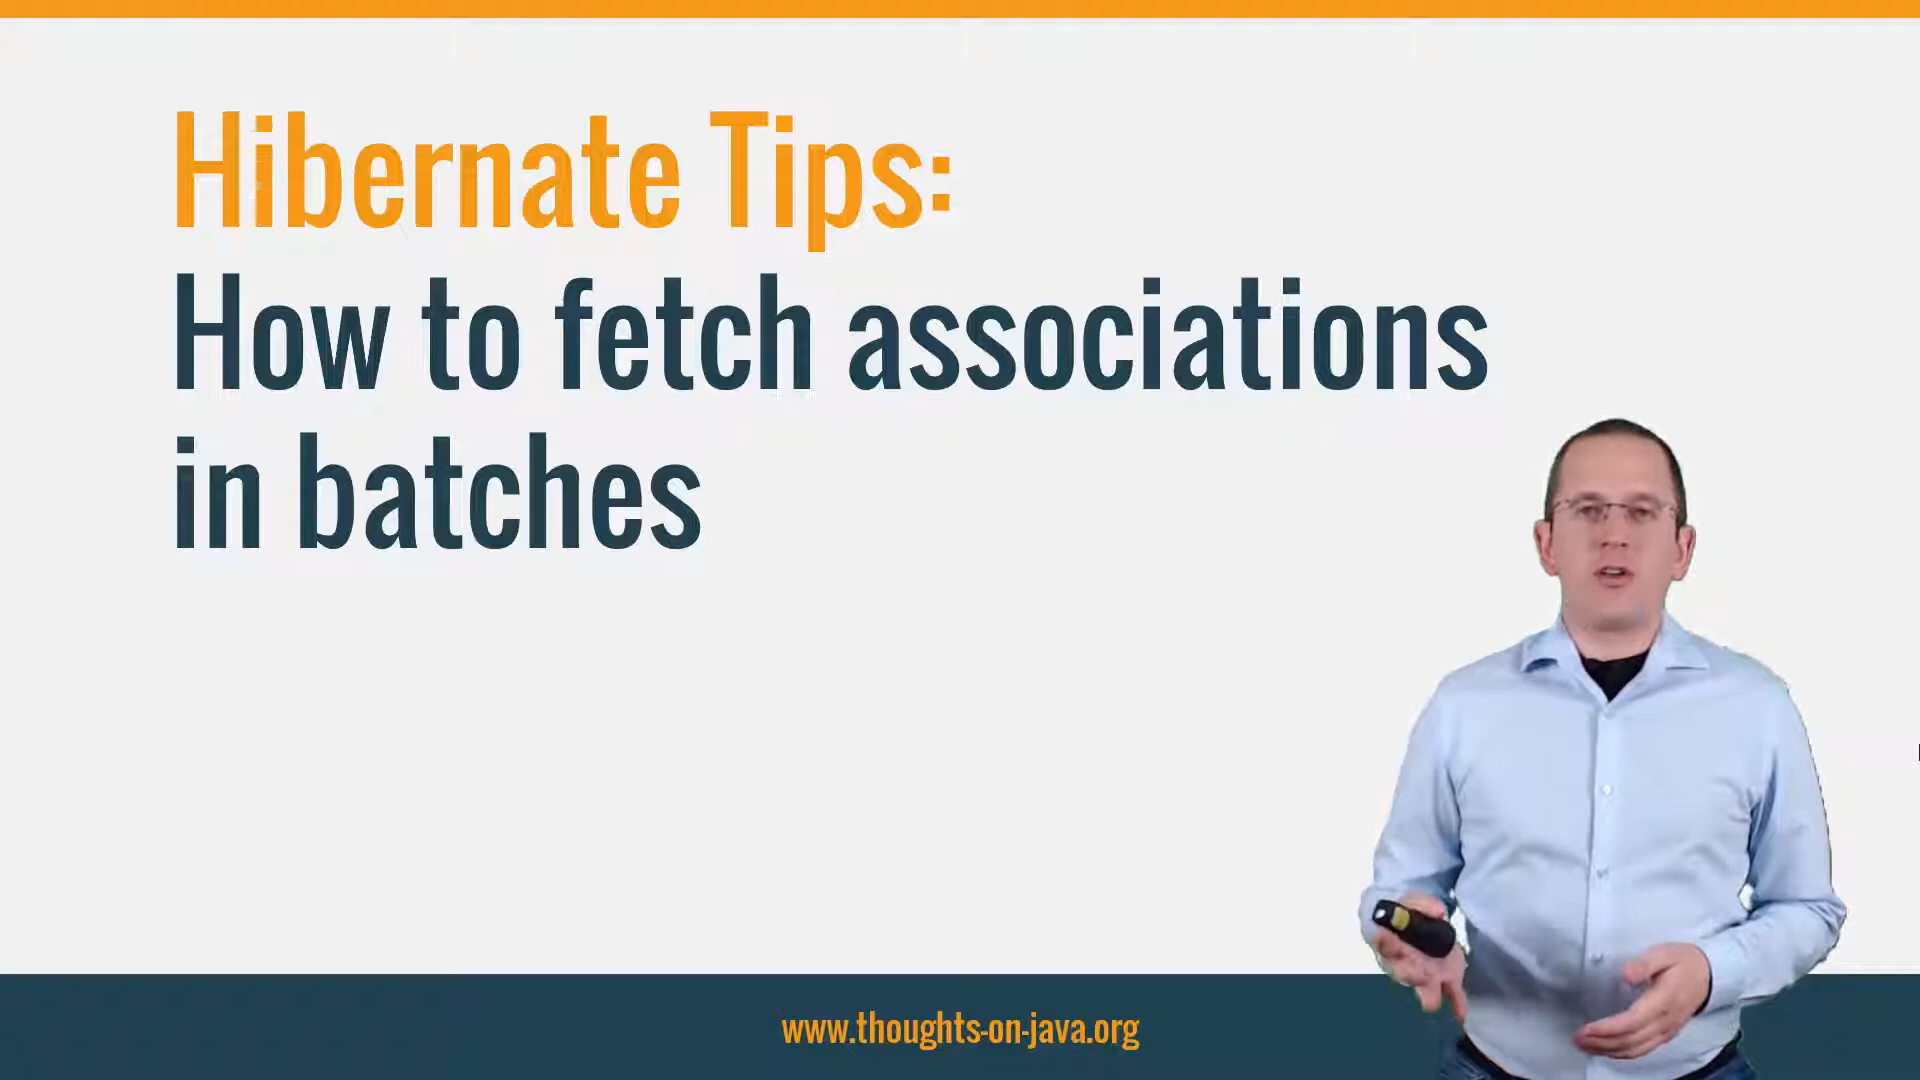 Hibernate Tips:
How to fetch associations
in batches
www.thoughts-on-java.org